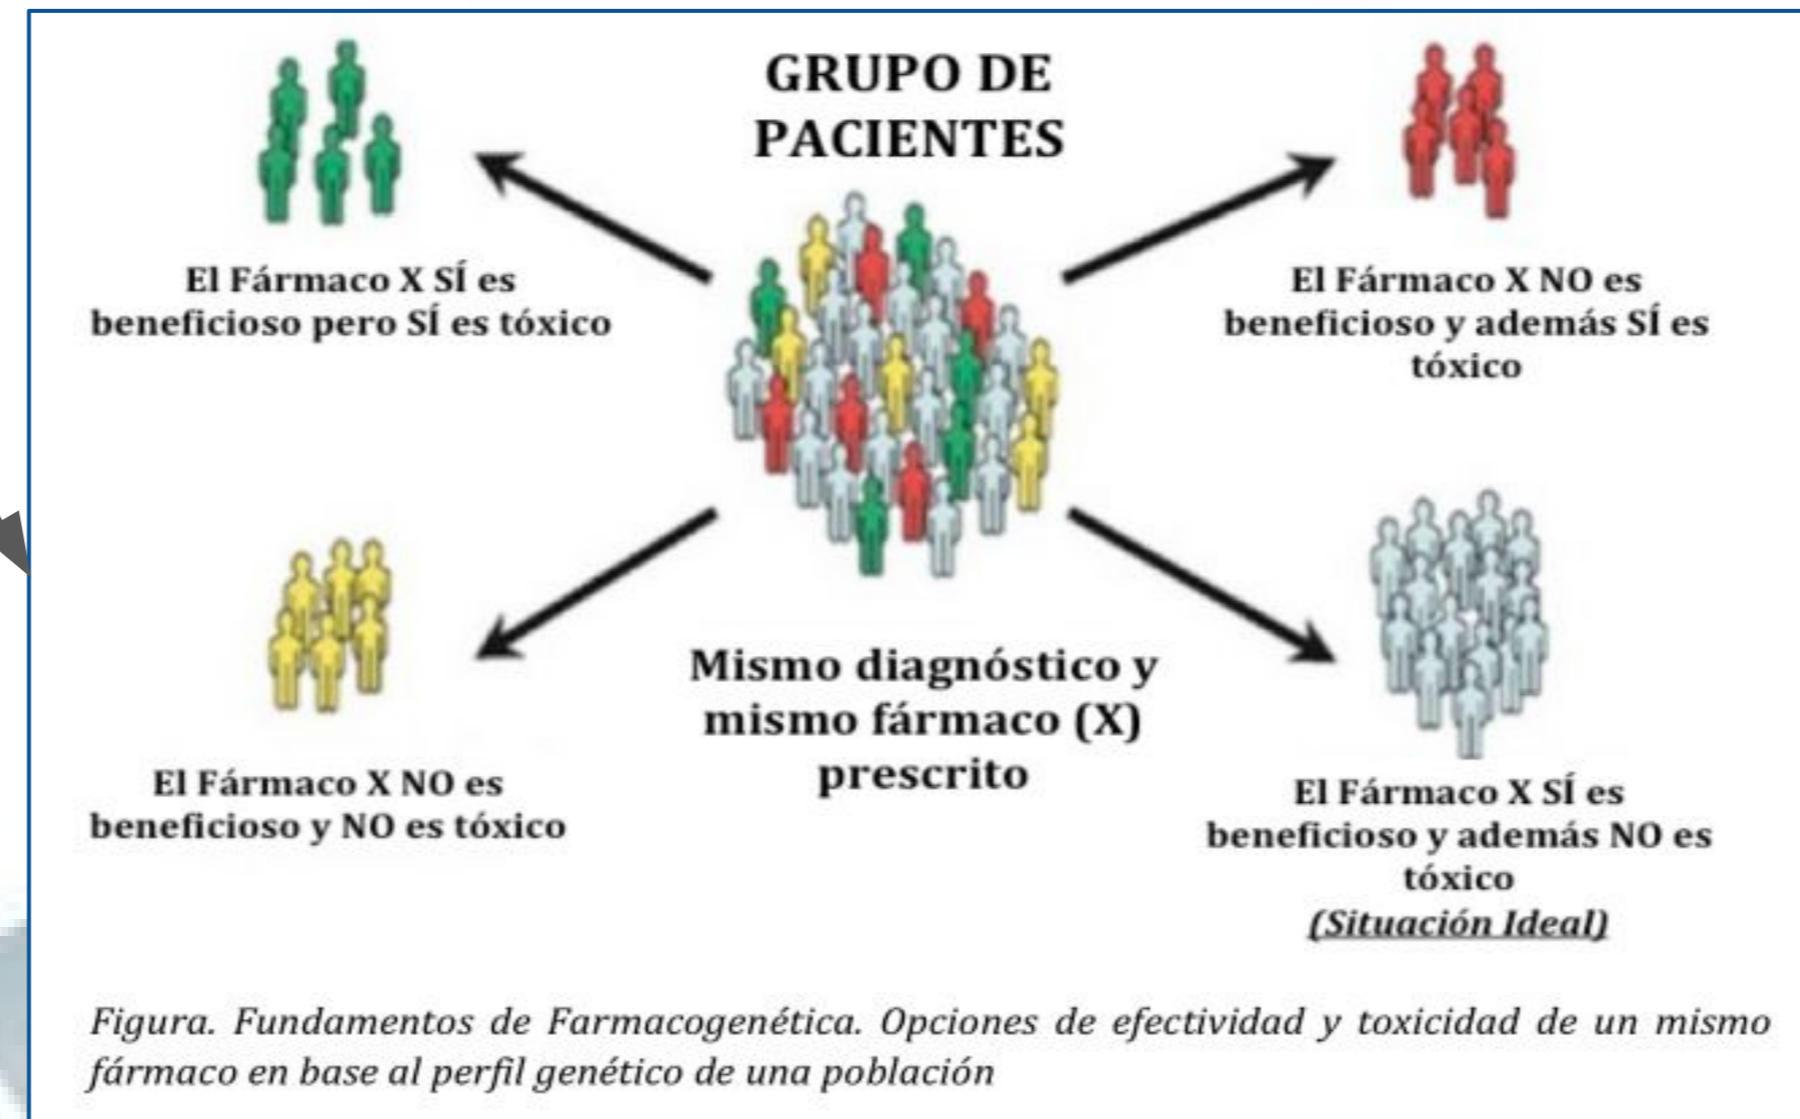 GRUPO DE
PACIENTES
El Fármaco X SÍ es
beneficioso pero SÍ es tóxico
El Fármaco X NO es
beneficioso y además SÍ es
tóxico
Mismo diagnóstico y
mismo fármaco (X)
prescrito
El Fármaco X NO es
beneficioso y NO es tóxico
El Fármaco X SÍ es
beneficioso y además NO es
tóxico
(Situación Ideal)
Figura. Fundamentos de Farmacogenética. Opciones de efectividad y toxicidad de un mismo
fármaco en base al perfil genético de una población